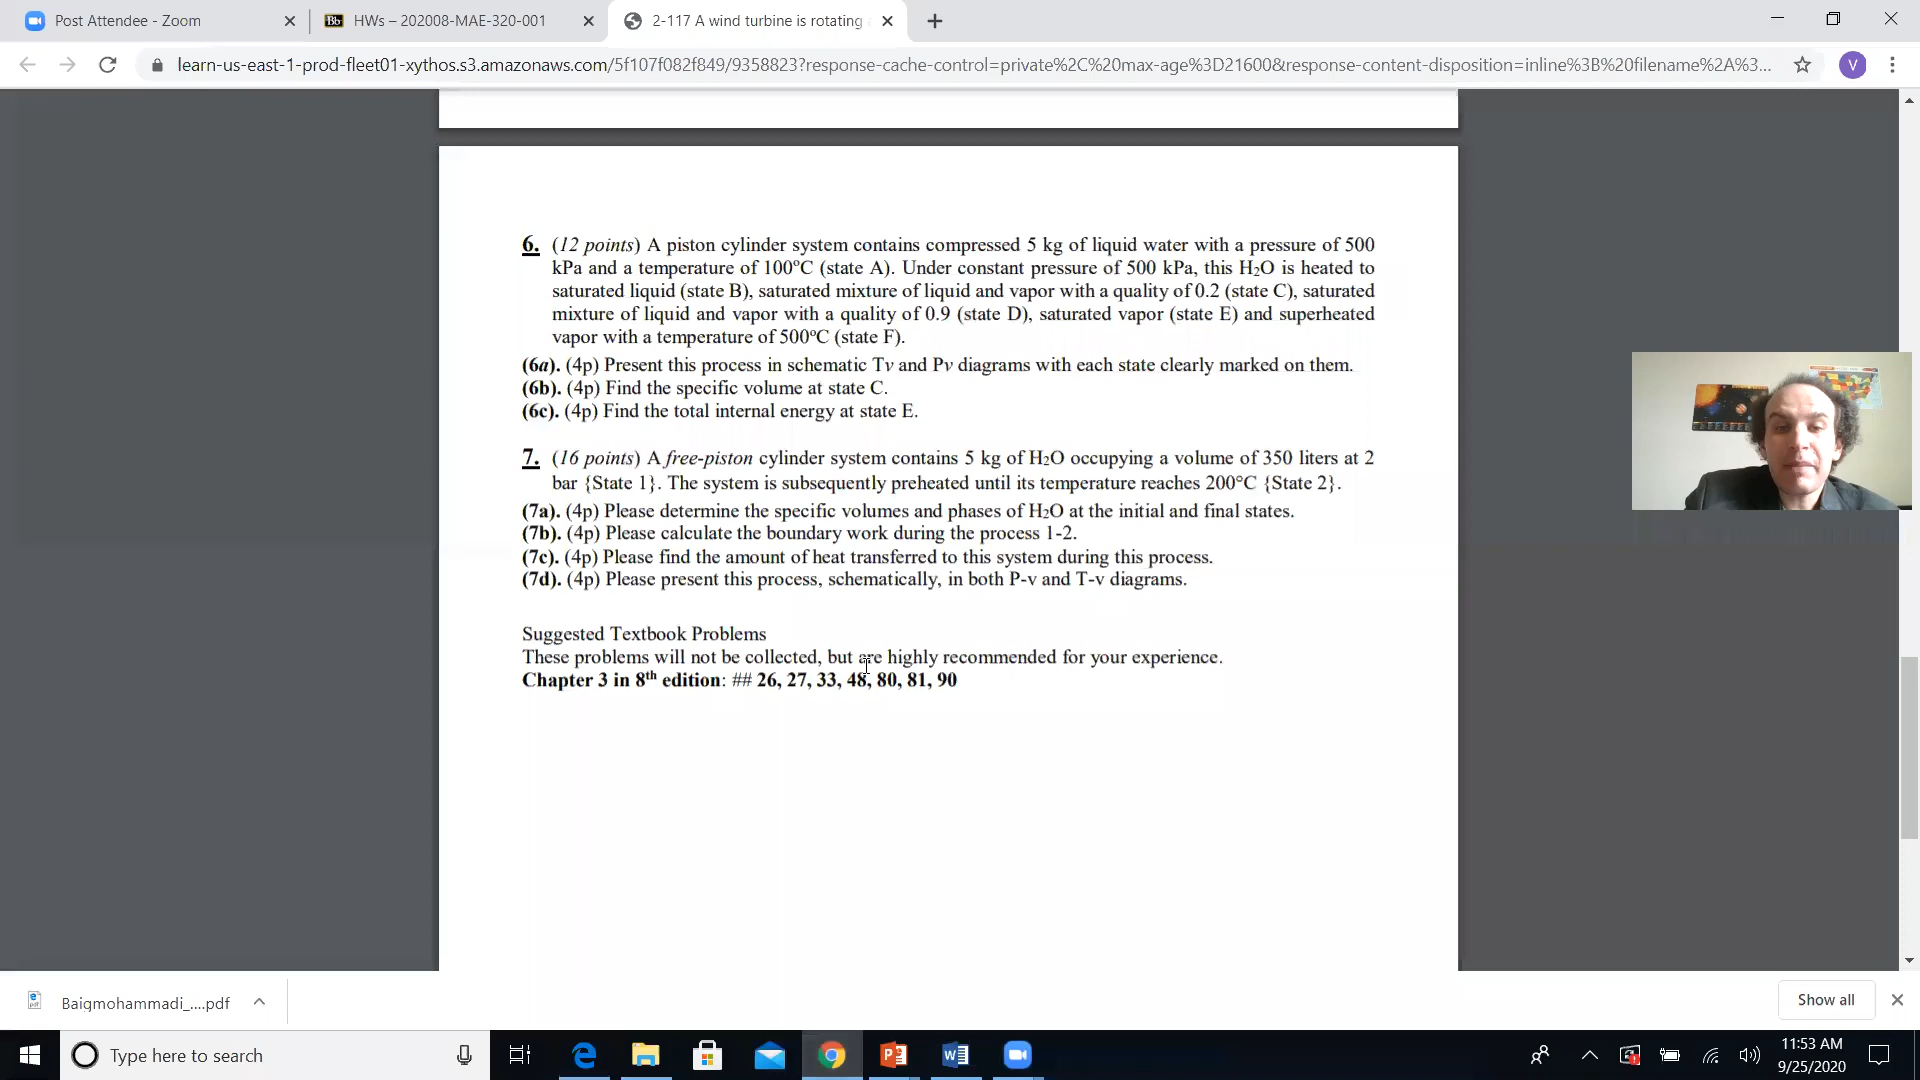 Post Attendee - Zoom
Bb HWs – 202008-MAE-320-001
2-117 A wind turbine is rotating
learn-us-east-1-prod-fleet01-xythos.s3.amazonaws.com/5f107f082f849/9358823?response-cache-control=private%2C%20max-age%3D21600&response-content-disposition=inline%3B%20filename%2A%3...
V
6. (12 points) A piston cylinder system contains compressed 5 kg of liquid water with a pressure of 500
kPa and a temperature of 100°C (state A). Under constant pressure of 500 kPa, this H2O is heated to
saturated liquid (state B), saturated mixture of liquid and vapor with a quality of 0.2 (state C), saturated
mixture of liquid and vapor with a quality of 0.9 (state D), saturated vapor (state E) and superheated
vapor with a temperature of 500°C (state F).
(6a). (4p) Present this process in schematic Tv and Pv diagrams with each state clearly marked on them.
(6b). (4p) Find the specific volume at state C.
(6c). (4p) Find the total internal energy at state E.
7. (16 points) A free-piston cylinder system contains 5 kg of H2O occupying a volume of 350 liters at 2
bar {State 1}. The system is subsequently preheated until its temperature reaches 200°C {State 2}.
(7a). (4p) Please determine the specific volumes and phases of H2O at the initial and final states.
(7b). (4p) Please calculate the boundary work during the process 1-2.
(7c). (4p) Please find the amount of heat transferred to this system during this process.
(7d). (4p) Please present this process, schematically, in both P-v and T-v diagrams.
Suggested Textbook Problems
These problems will not be collected, but are highly recommended for your experience.
Chapter 3 in 8th edition: ## 26, 27, 33, 48, 80, 81, 90
Baigmohammadi_....pdf
Show all
Type here to search
11:53 AM
9/25/2020